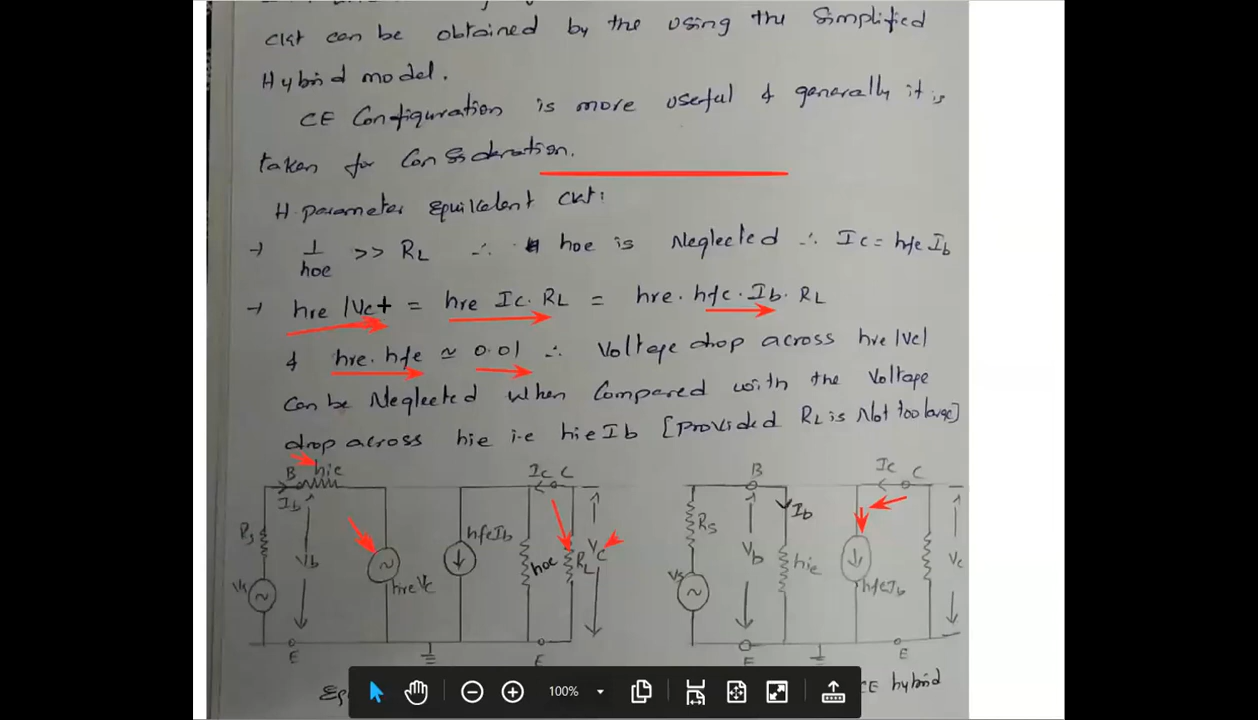 ckt can be obtained by the using the simplified
Hybrid model.
CE Configuration is more useful & generally it is
taken for Consideration.
H-parameter Equivalent ckt:
→ 1/hoe >> RL ∴ hoe is Neglected ∴ Ic = hfe Ib
→ hre |Vc| = hre Ic. RL = hre. hfe. Ib. RL
& hre. hfe ≃ 0.01 ∴ Voltage drop across hre |Vc|
can be Neglected when Compared with the Voltage
drop across hie i.e hie Ib [Provided RL is Not too large]
B hie Ic C B Ic C
Ib Ib
Rs Vb hfeIb hoe RL Vc Rs Vb hie Vc
Vs hreVc Vs hfeIb
E E E E
CE hybrid
100%